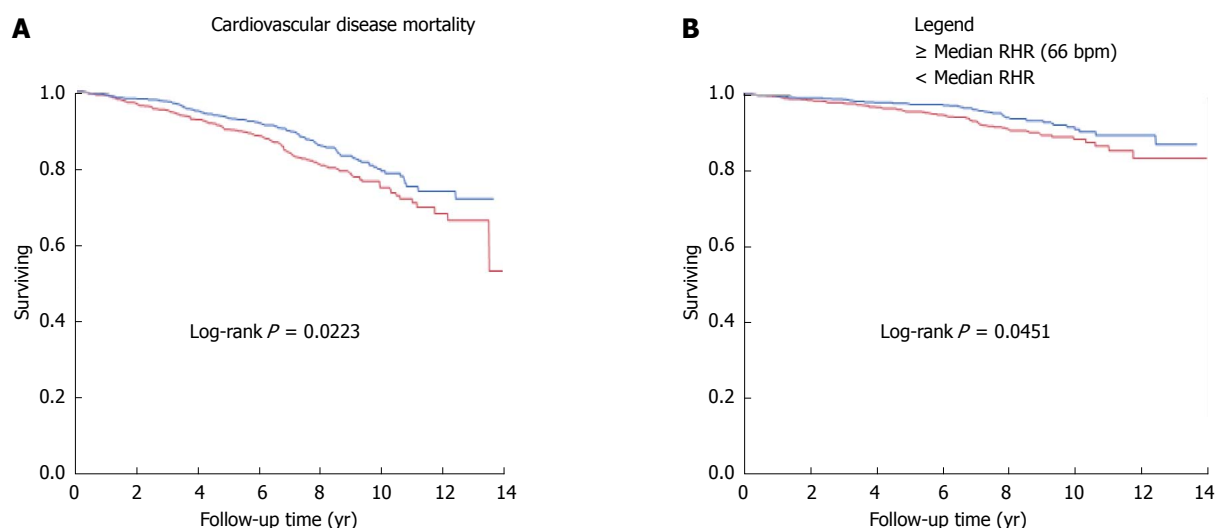 A
Cardiovascular disease mortality
1.0
0.8
0.6
0.4
0.2
0.0
Surviving
Log-rank P = 0.0223
0 2 4 6 8 10 12 14
Follow-up time (yr)
B
Legend
≥ Median RHR (66 bpm)
< Median RHR
1.0
0.8
0.6
0.4
0.2
0.0
Surviving
Log-rank P = 0.0451
0 2 4 6 8 10 12 14
Follow-up time (yr)